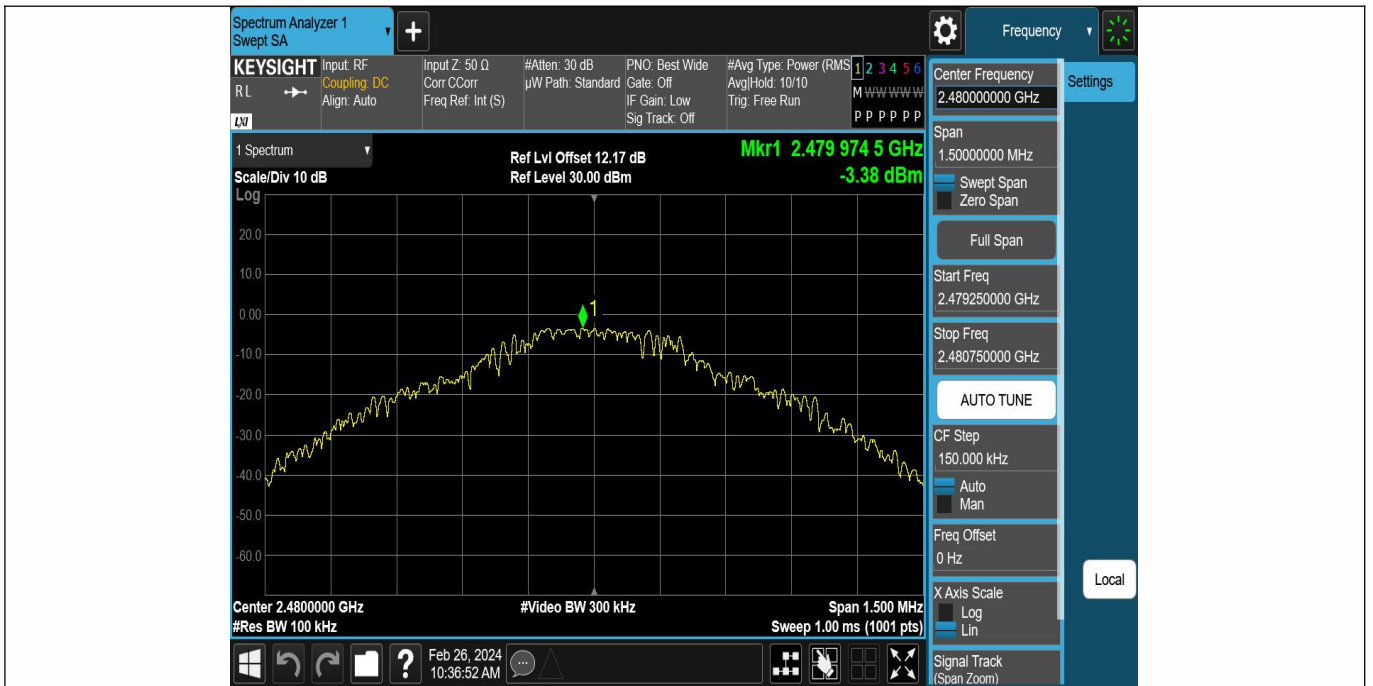 Spectrum Analyzer 1
Swept SA
+
Frequency
KEYSIGHT
RL
LXI
Input: RF
Coupling: DC
Align: Auto
Input Z: 50 Ω
Corr CCorr
Freq Ref: Int (S)
#Atten: 30 dB
µW Path: Standard
PNO: Best Wide
Gate: Off
IF Gain: Low
Sig Track: Off
#Avg Type: Power (RMS
Avg|Hold: 10/10
Trig: Free Run
1 2 3 4 5 6
M W W W W W
P P P P P P
1 Spectrum
Scale/Div 10 dB
Log
Ref Lvl Offset 12.17 dB
Ref Level 30.00 dBm
Mkr1 2.479 974 5 GHz
-3.38 dBm
20.0
10.0
0.00
-10.0
-20.0
-30.0
-40.0
-50.0
-60.0
1
Center 2.4800000 GHz
#Res BW 100 kHz
#Video BW 300 kHz
Span 1.500 MHz
Sweep 1.00 ms (1001 pts)
Center Frequency
2.480000000 GHz
Settings
Span
1.50000000 MHz
Swept Span
Zero Span
Full Span
Start Freq
2.479250000 GHz
Stop Freq
2.480750000 GHz
AUTO TUNE
CF Step
150.000 kHz
Auto
Man
Freq Offset
0 Hz
X Axis Scale
Log
Lin
Local
Signal Track
(Span Zoom)
?
Feb 26, 2024
10:36:52 AM